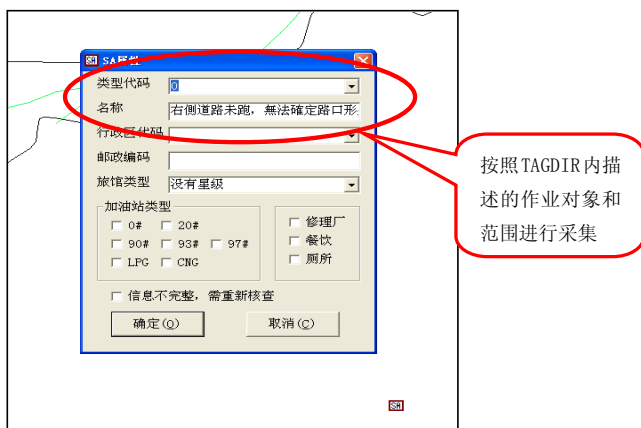 SA属性
类型代码 0
名称 右侧道路未跑，無法確定路口形
行政区代码
邮政编码
旅馆类型 没有星级
加油站类型
0# 20#
90# 93# 97#
LPG CNG
修理厂
餐饮
厕所
信息不完整，需重新核查
确定(O) 取消(C)
按照TAGDIR内描
述的作业对象和
范围进行采集
SA